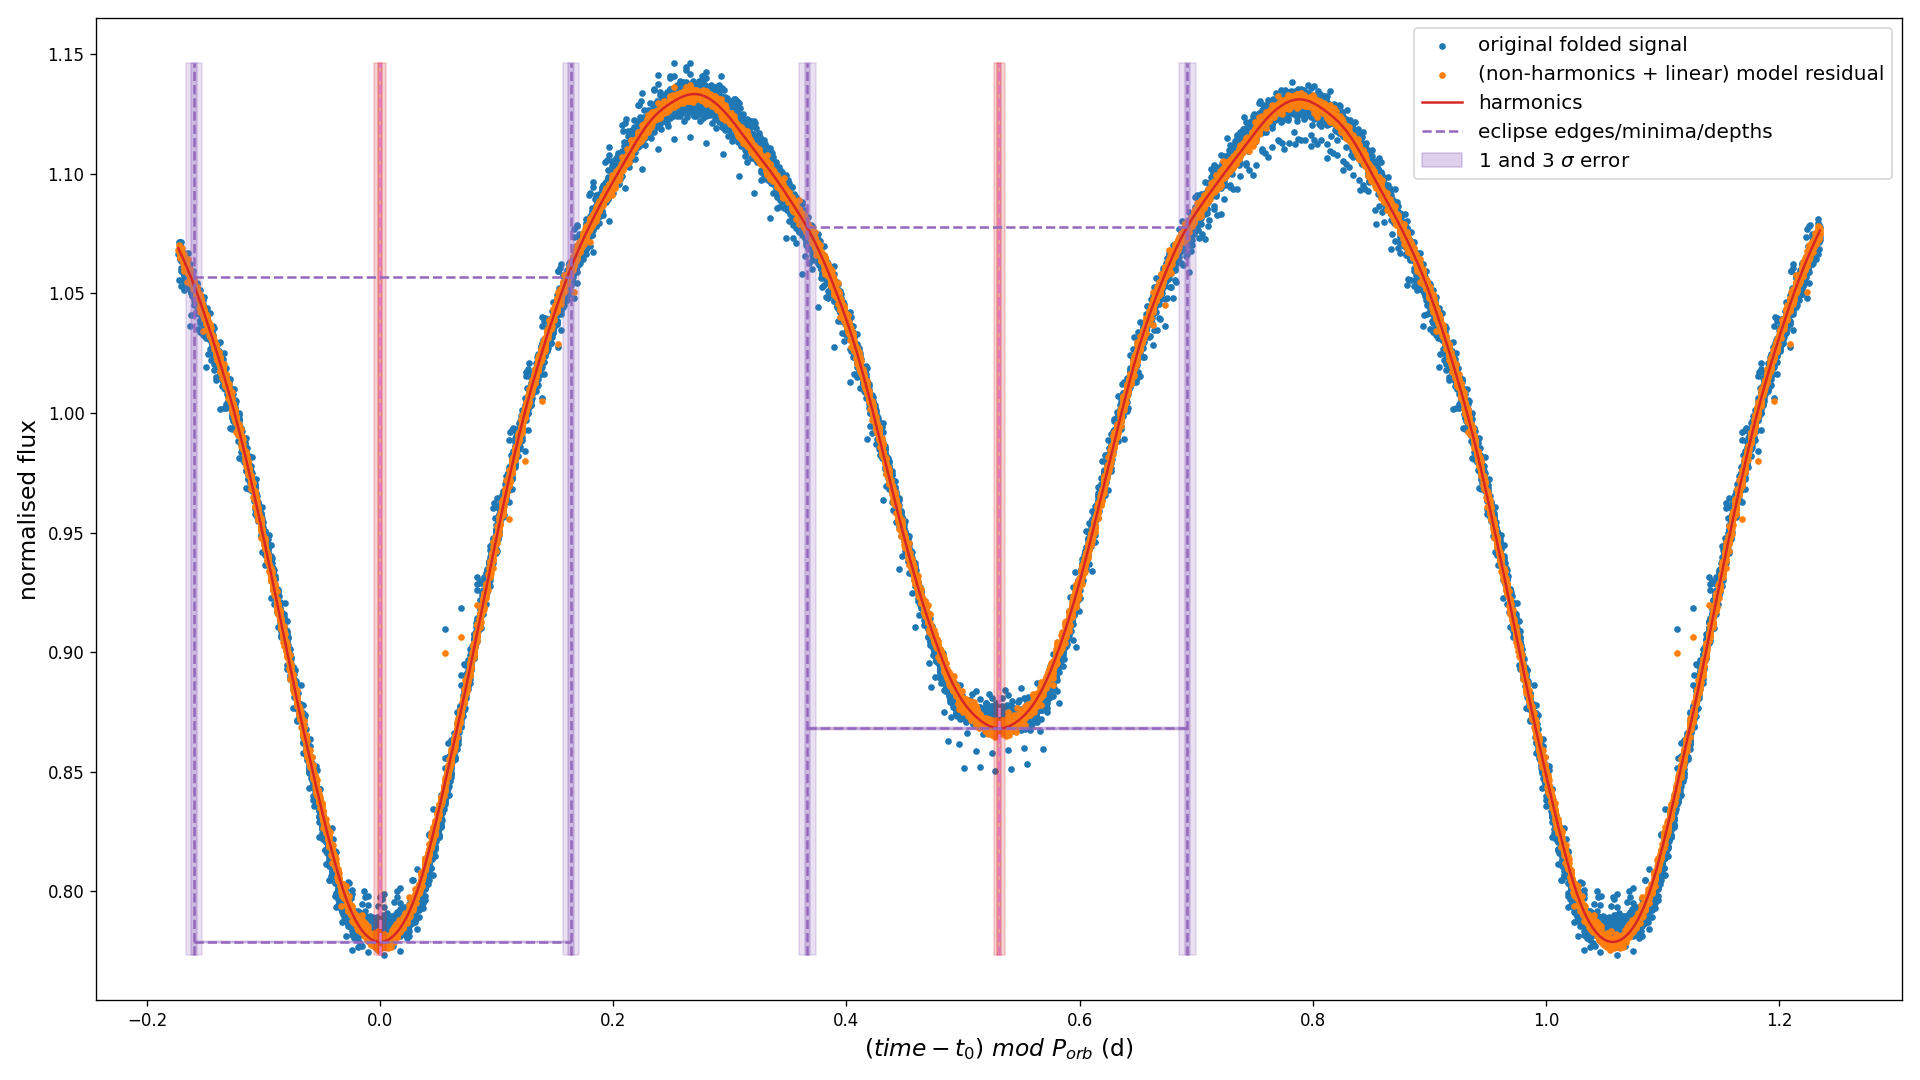 original folded signal
(non-harmonics + linear) model residual
harmonics
eclipse edges/minima/depths
1 and 3 σ error
normalised flux
1.15
1.10
1.05
1.00
0.95
0.90
0.85
0.80
−0.2
0.0
0.2
0.4
0.6
0.8
1.0
1.2
(time − t₀) mod P_orb (d)